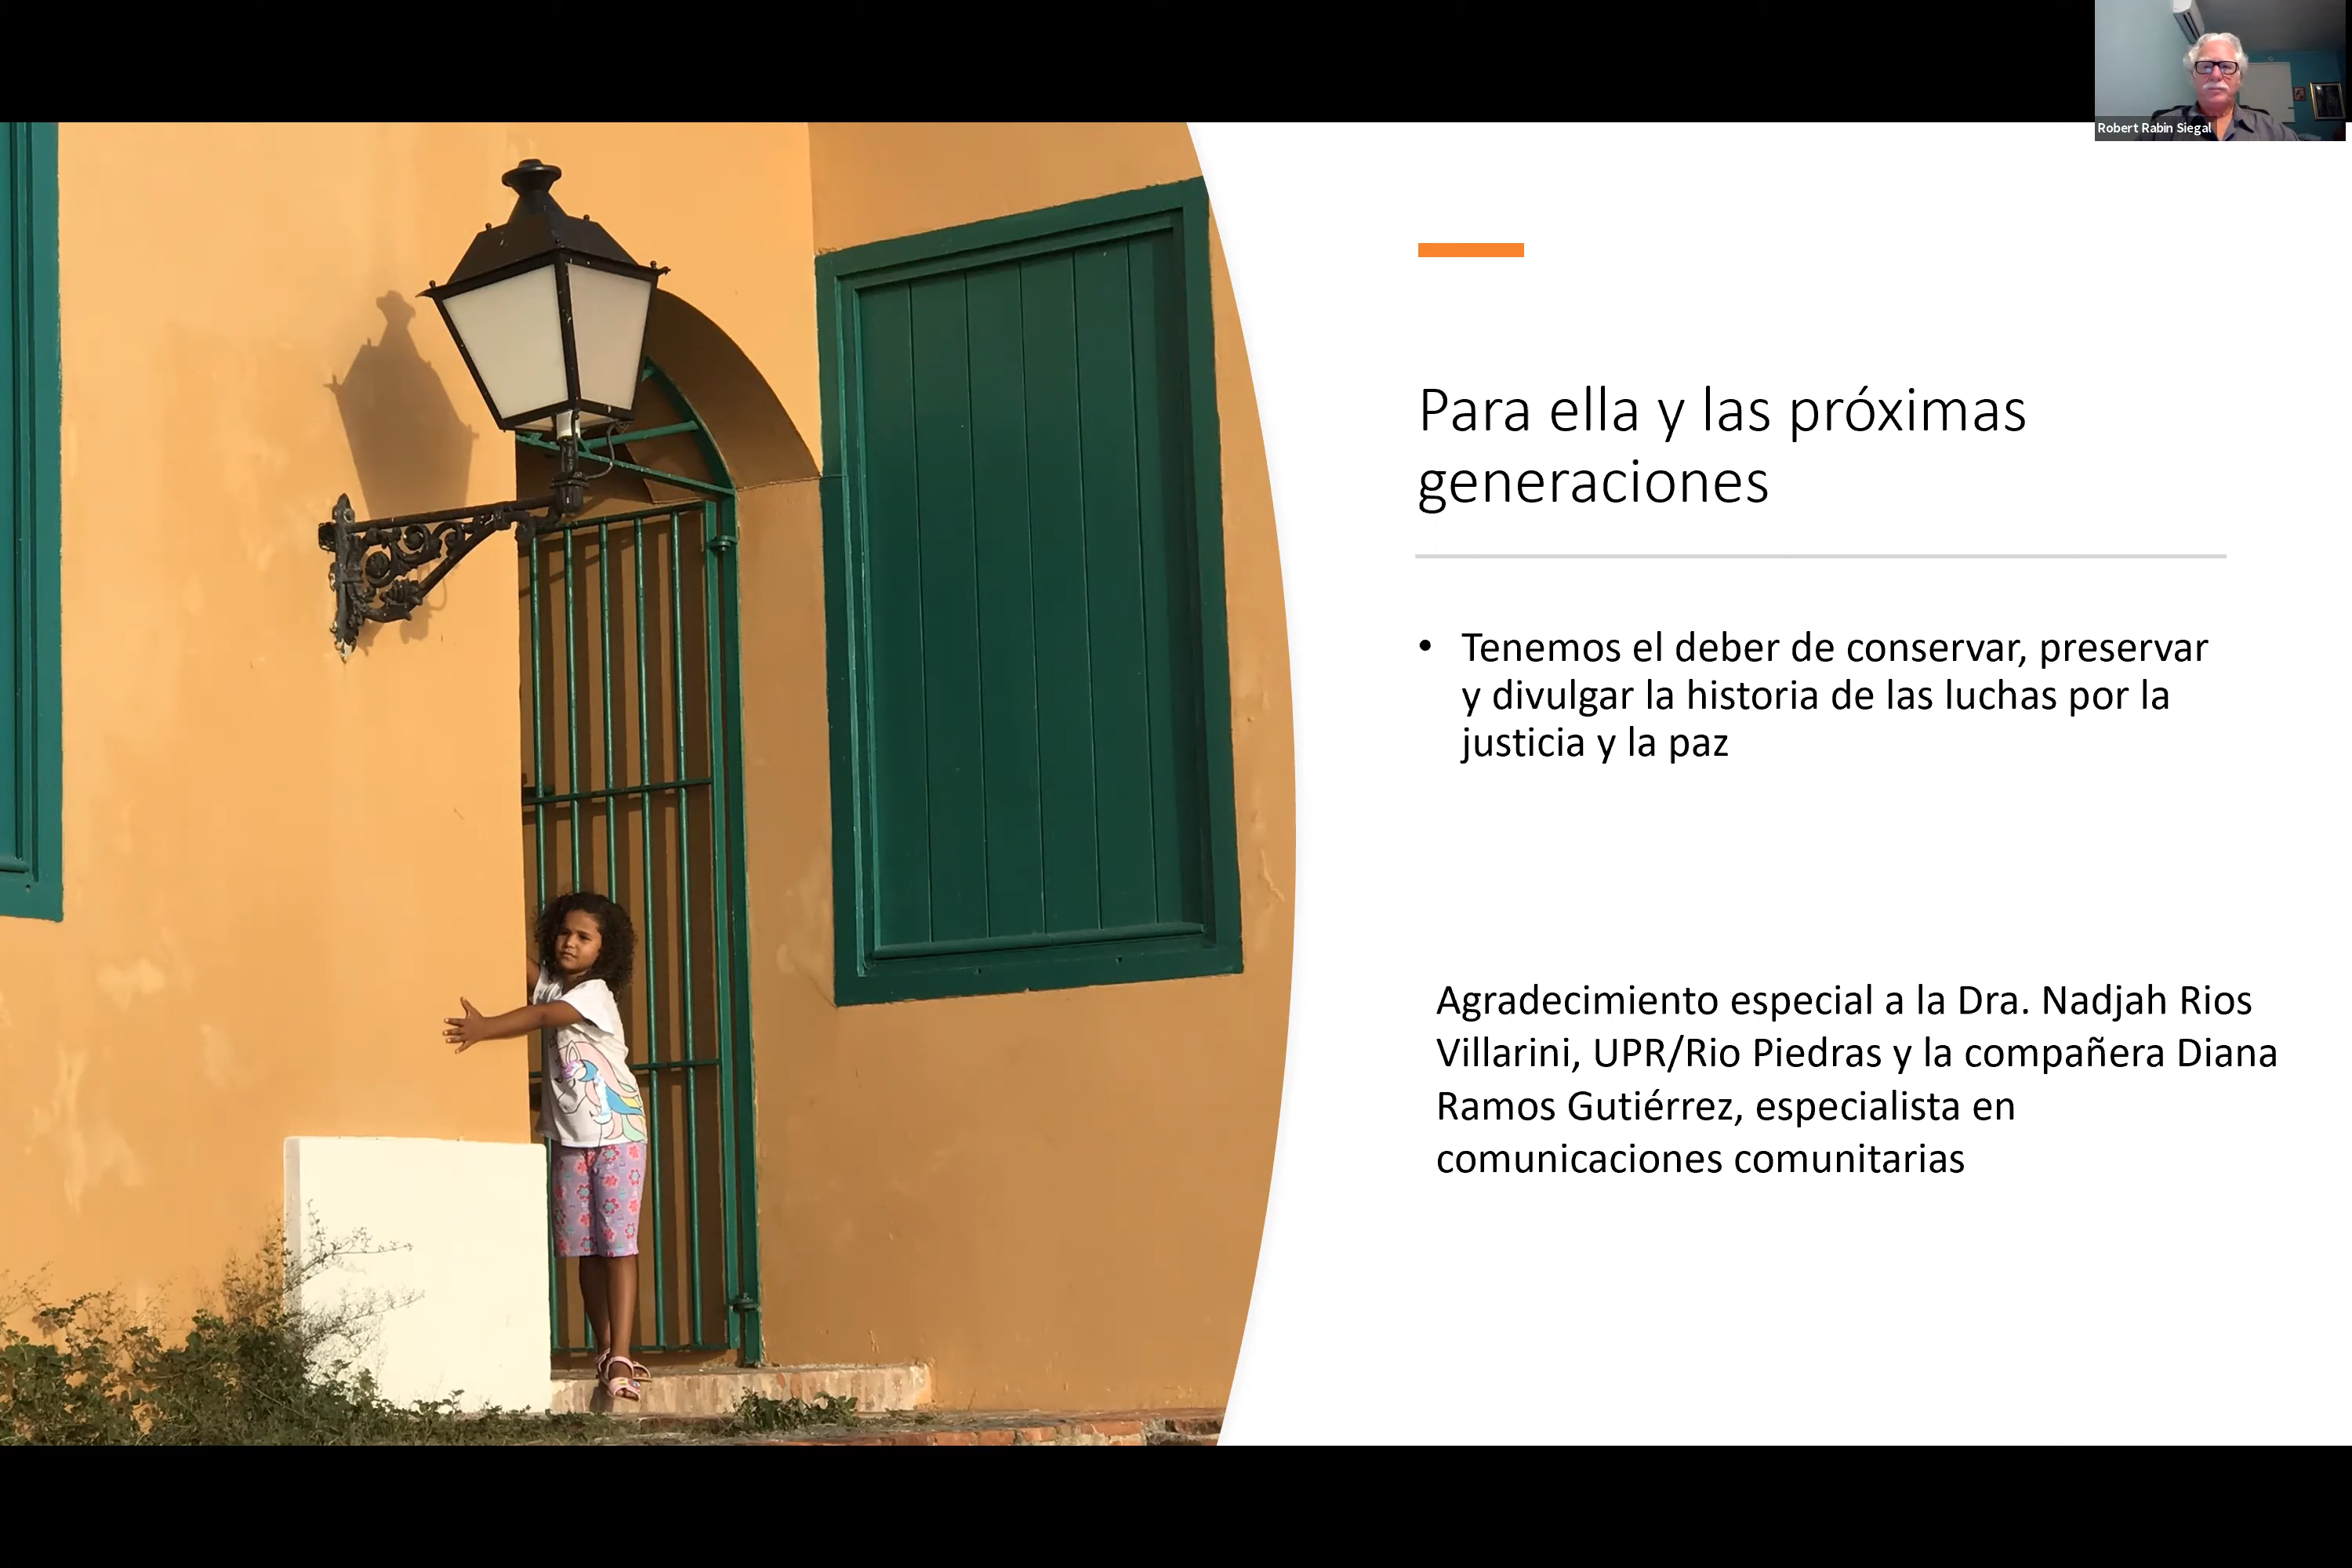 Robert Rabin Siegal
Para ella y las próximas
generaciones
• Tenemos el deber de conservar, preservar
y divulgar la historia de las luchas por la
justicia y la paz
Agradecimiento especial a la Dra. Nadjah Rios
Villarini, UPR/Rio Piedras y la compañera Diana
Ramos Gutiérrez, especialista en
comunicaciones comunitarias